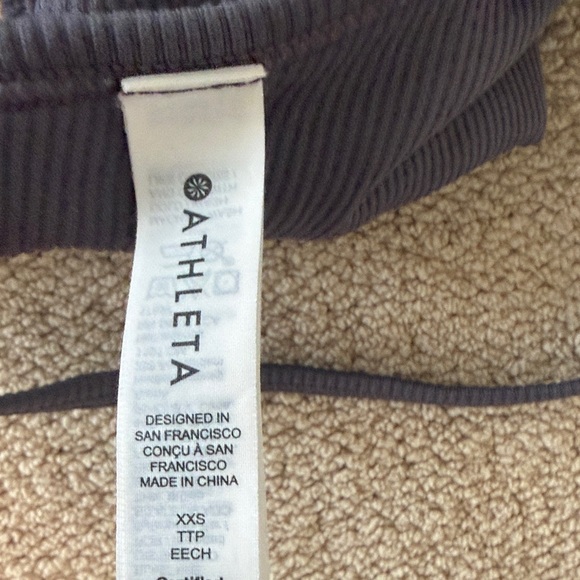 ATHLETA
DESIGNED IN
SAN FRANCISCO
CONÇU À SAN
FRANCISCO
MADE IN CHINA
XXS
TTP
EECH